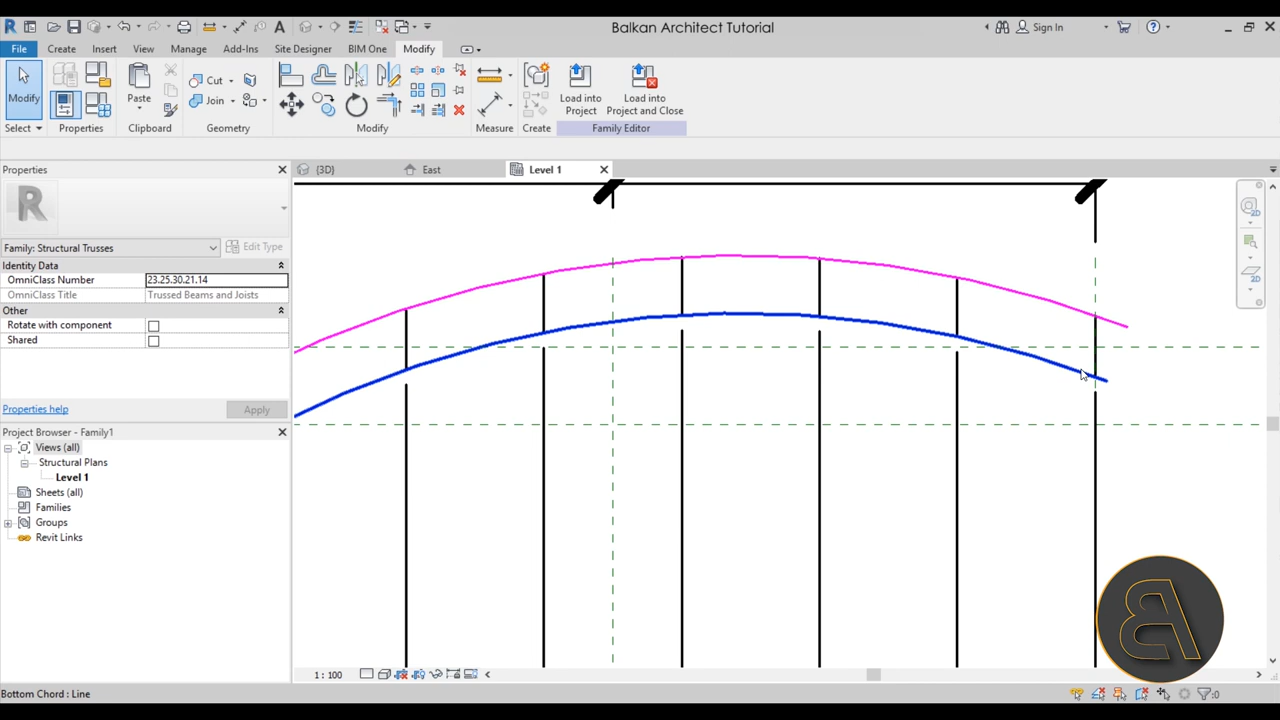 Balkan Architect Tutorial
Sign In
File Create Insert View Manage Add-Ins Site Designer BIM One Modify
Modify
Paste
Cut
Join
Load into Project
Load into Project and Close
Select Properties Clipboard Geometry Modify Measure Create Family Editor
Properties
{3D} East Level 1
Family: Structural Trusses Edit Type
Identity Data
OmniClass Number 23.25.30.21.14
OmniClass Title Trussed Beams and Joists
Other
Rotate with component
Shared
Properties help Apply
Project Browser - Family1
Views (all)
Structural Plans
Level 1
Sheets (all)
Families
Groups
Revit Links
1 : 100
Bottom Chord : Line
:0
2D
2D